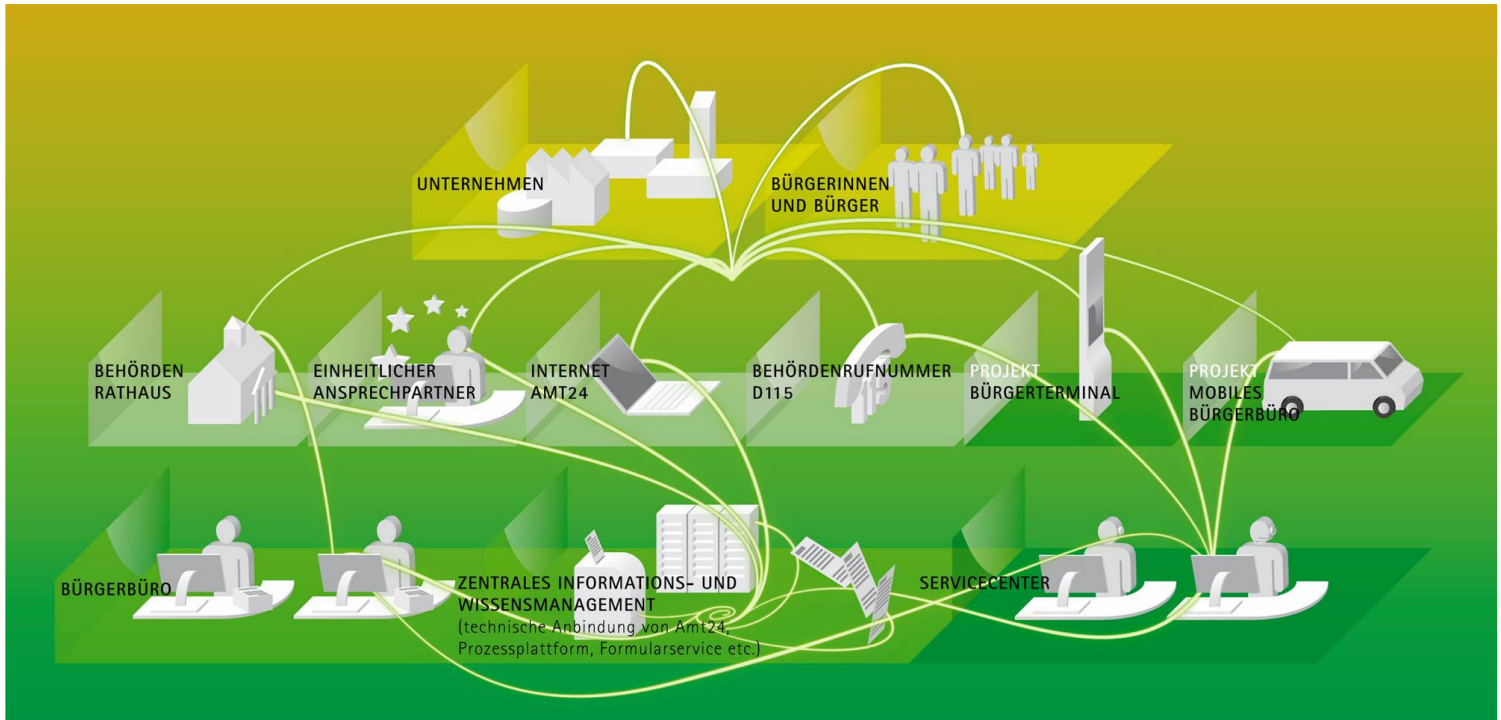 UNTERNEHMEN
BÜRGERINNEN
UND BÜRGER
BEHÖRDEN
RATHAUS
EINHEITLICHER
ANSPRECHPARTNER
INTERNET
AMT24
BEHÖRDENRUFNUMMER
D115
PROJEKT
BÜRGERTERMINAL
PROJEKT
MOBILES
BÜRGERBÜRO
BÜRGERBÜRO
ZENTRALES INFORMATIONS- UND
WISSENSMANAGEMENT
(technische Anbindung von Amt24,
Prozessplattform, Formularservice etc.)
SERVICECENTER